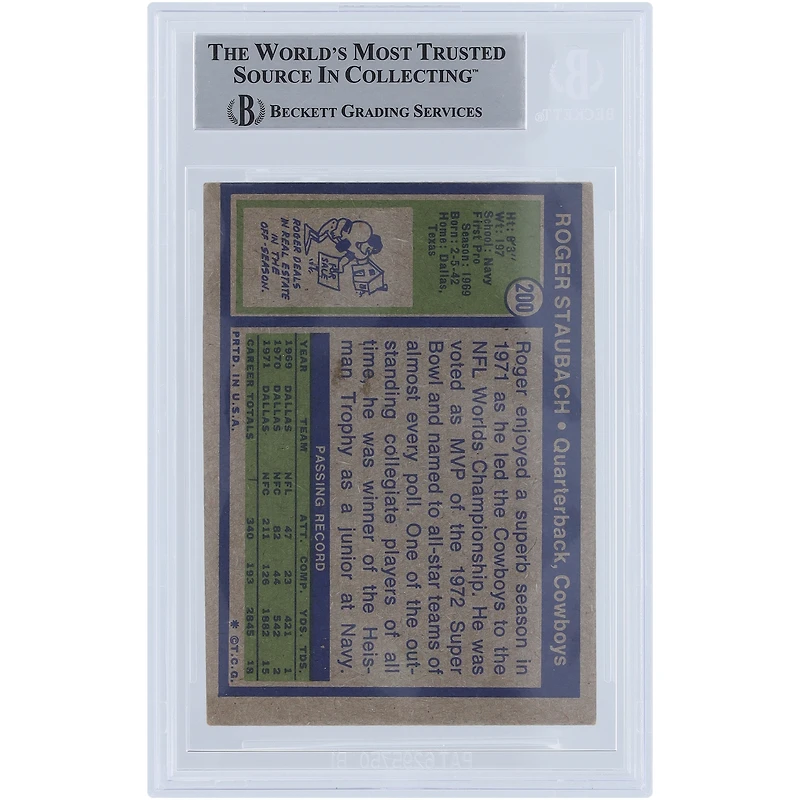 THE WORLD'S MOST TRUSTED
SOURCE IN COLLECTING™
B BECKETT GRADING SERVICES
B
BECKETT
ROGER STAUBACH • Quarterback, Cowboys
200
Ht: 6'3"
Wt: 197
School: Navy
First Pro
Season: 1969
Born: 2-5-42
Home: Dallas,
Texas
FOR
SALE
ROGER DEALS
IN REAL ESTATE
IN THE
OFF-SEASON.
Roger enjoyed a superb season in
1971 as he led the Cowboys to the
NFL Worlds Championship. He was
voted as MVP of the 1972 Super
Bowl and named to all-star teams of
almost every poll. One of the out-
standing collegiate players of all
time, he was winner of the Heis-
man Trophy as a junior at Navy.
PASSING RECORD
YEAR TEAM ATT. COMP. YDS. TDS.
1969 DALLAS NFL 47 23 421 1
1970 DALLAS NFC 82 44 542 2
1971 DALLAS NFC 211 126 1882 15
CAREER TOTALS 340 193 2845 18
PRTD. IN U.S.A. * ©T.C.G.